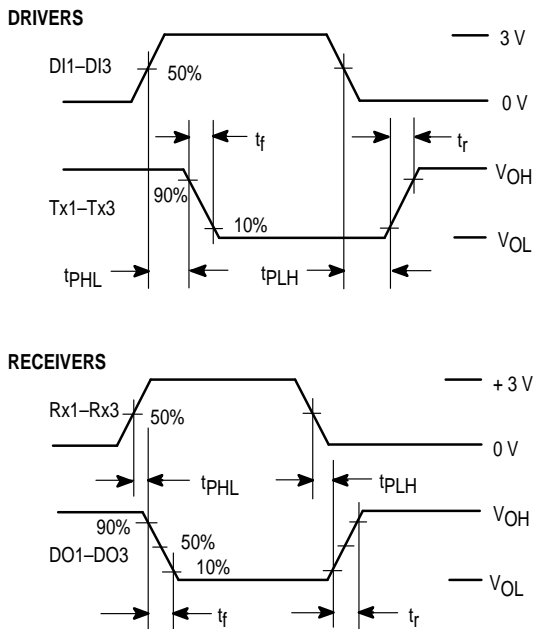 DRIVERS
3 V
DI1–DI3
50%
0 V
tf
tr
VOH
Tx1–Tx3
90%
10%
VOL
tPHL
tPLH
RECEIVERS
+ 3 V
Rx1–Rx3
50%
0 V
tPHL
tPLH
VOH
90%
50%
DO1–DO3
10%
VOL
tf
tr